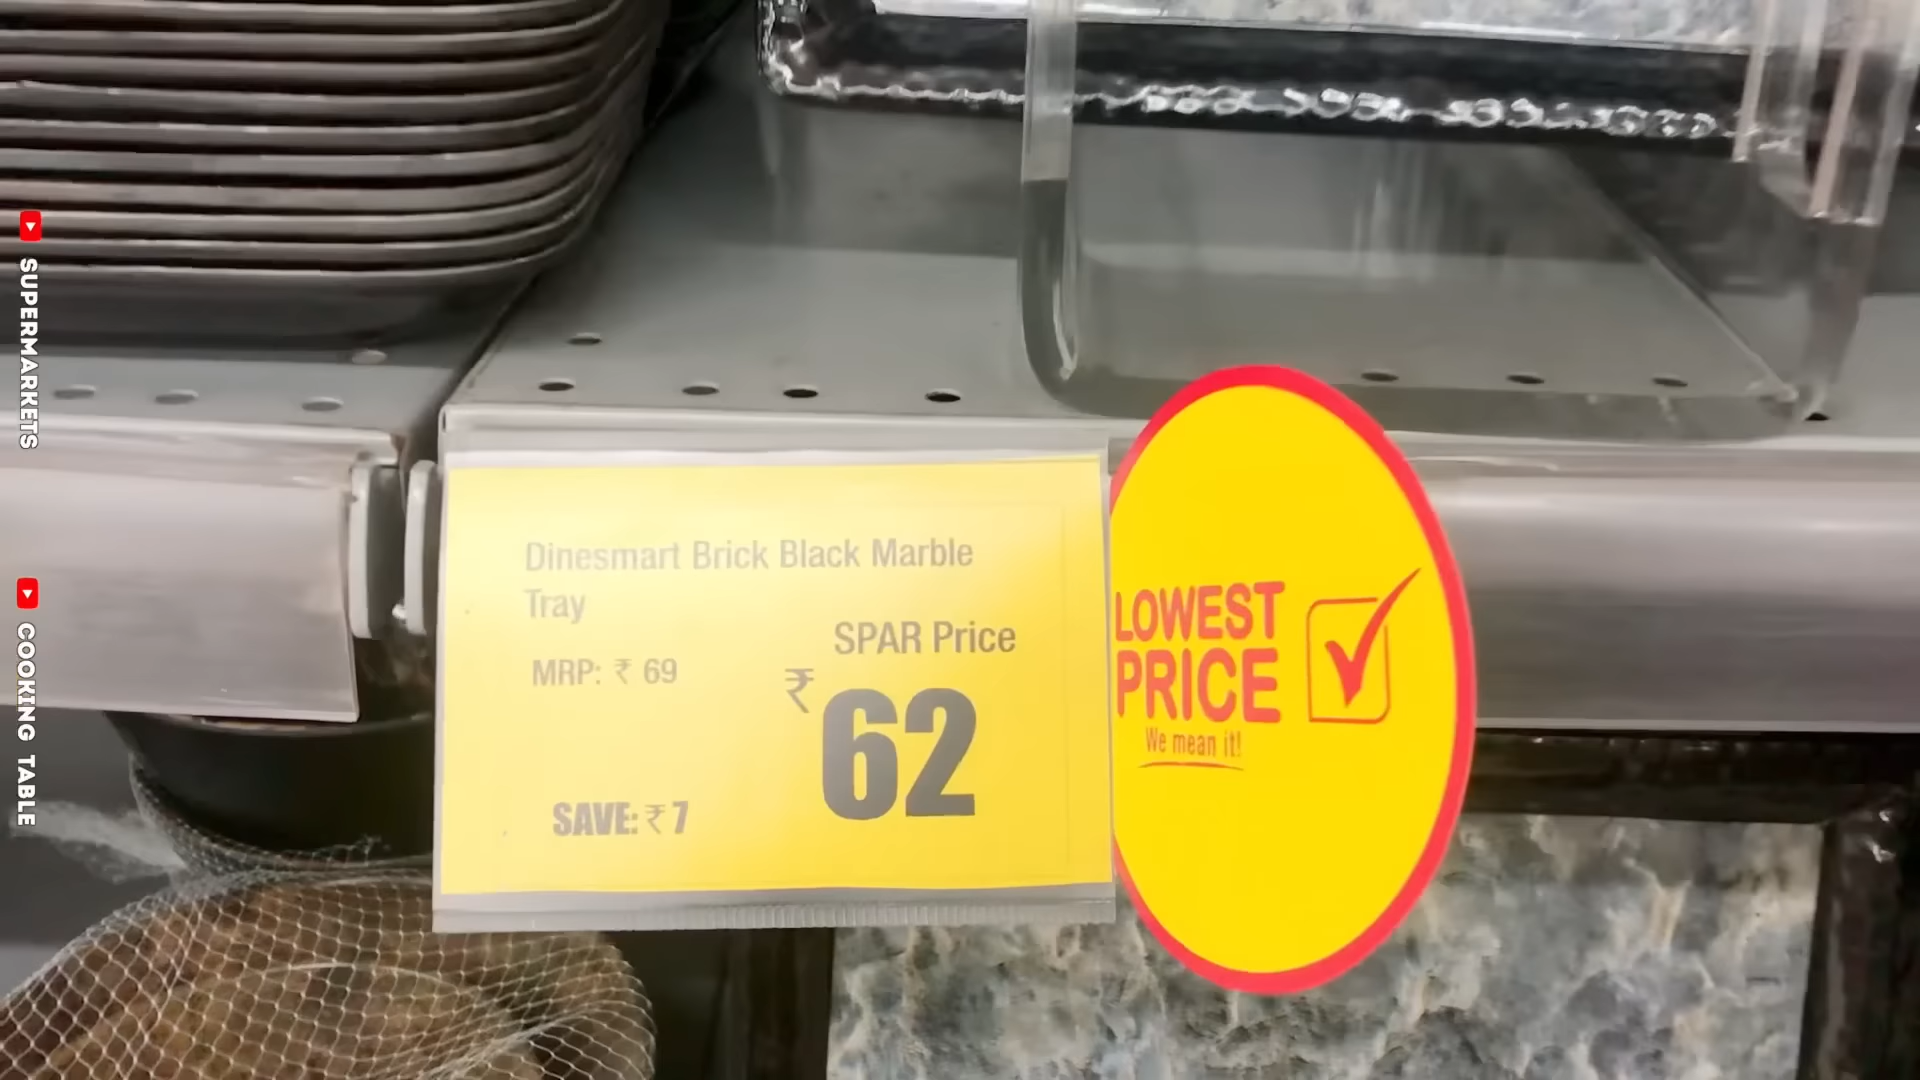 SUPERMARKETS
COOKING TABLE
Dinesmart Brick Black Marble
Tray
SPAR Price
MRP: ₹ 69
₹ 62
SAVE: ₹ 7
LOWEST
PRICE
We mean it!